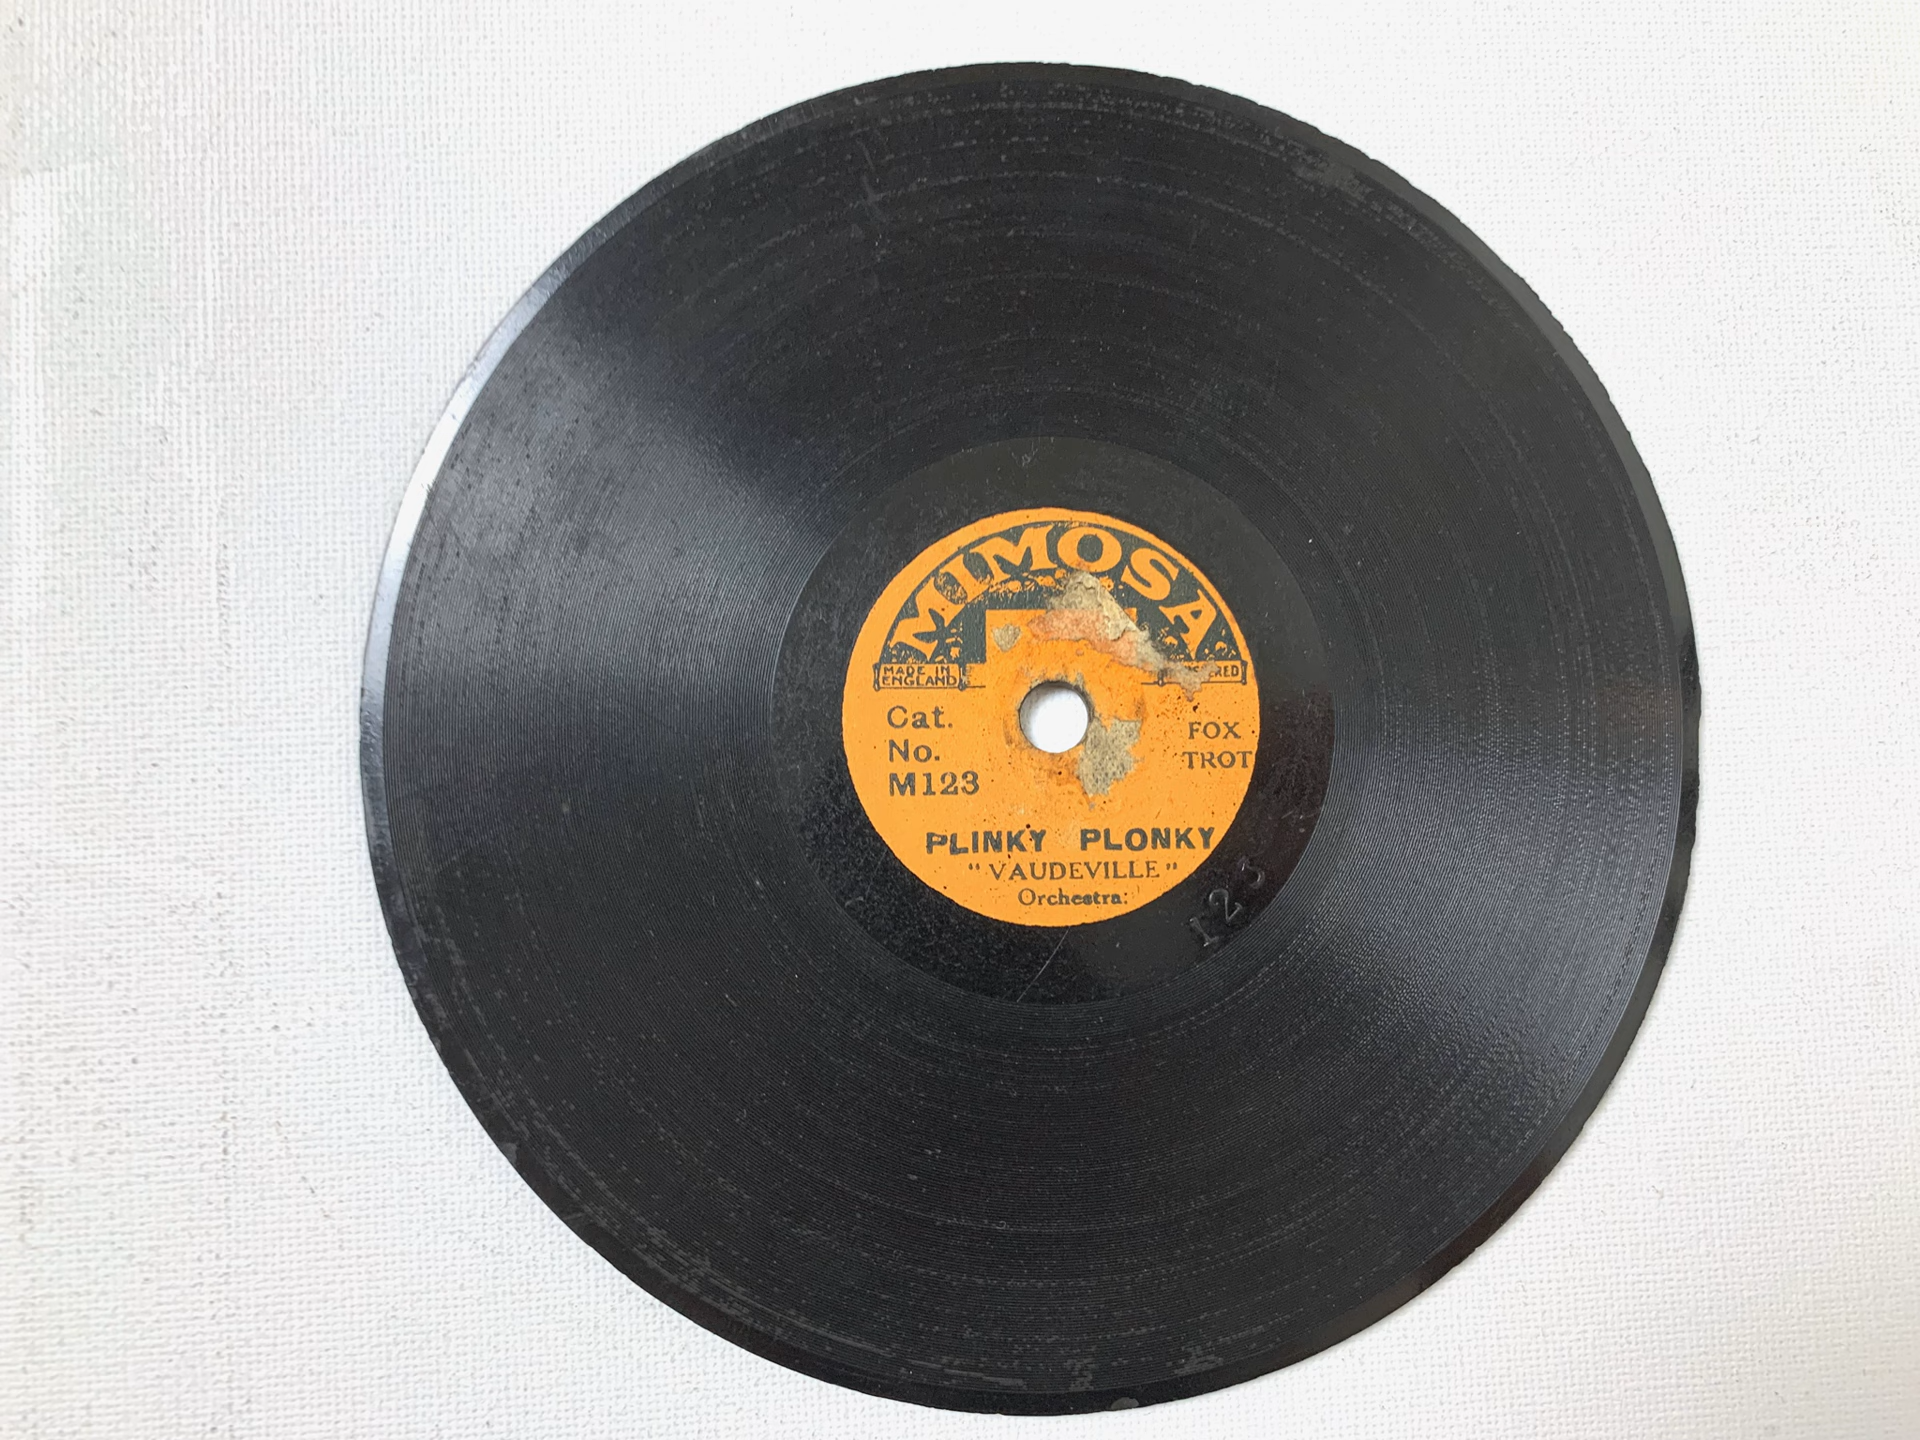 MIMOSA
MADE IN
ENGLAND
Cat.
No.
M123
FOX
TROT
PLINKY PLONKY
"VAUDEVILLE"
Orchestra.
123